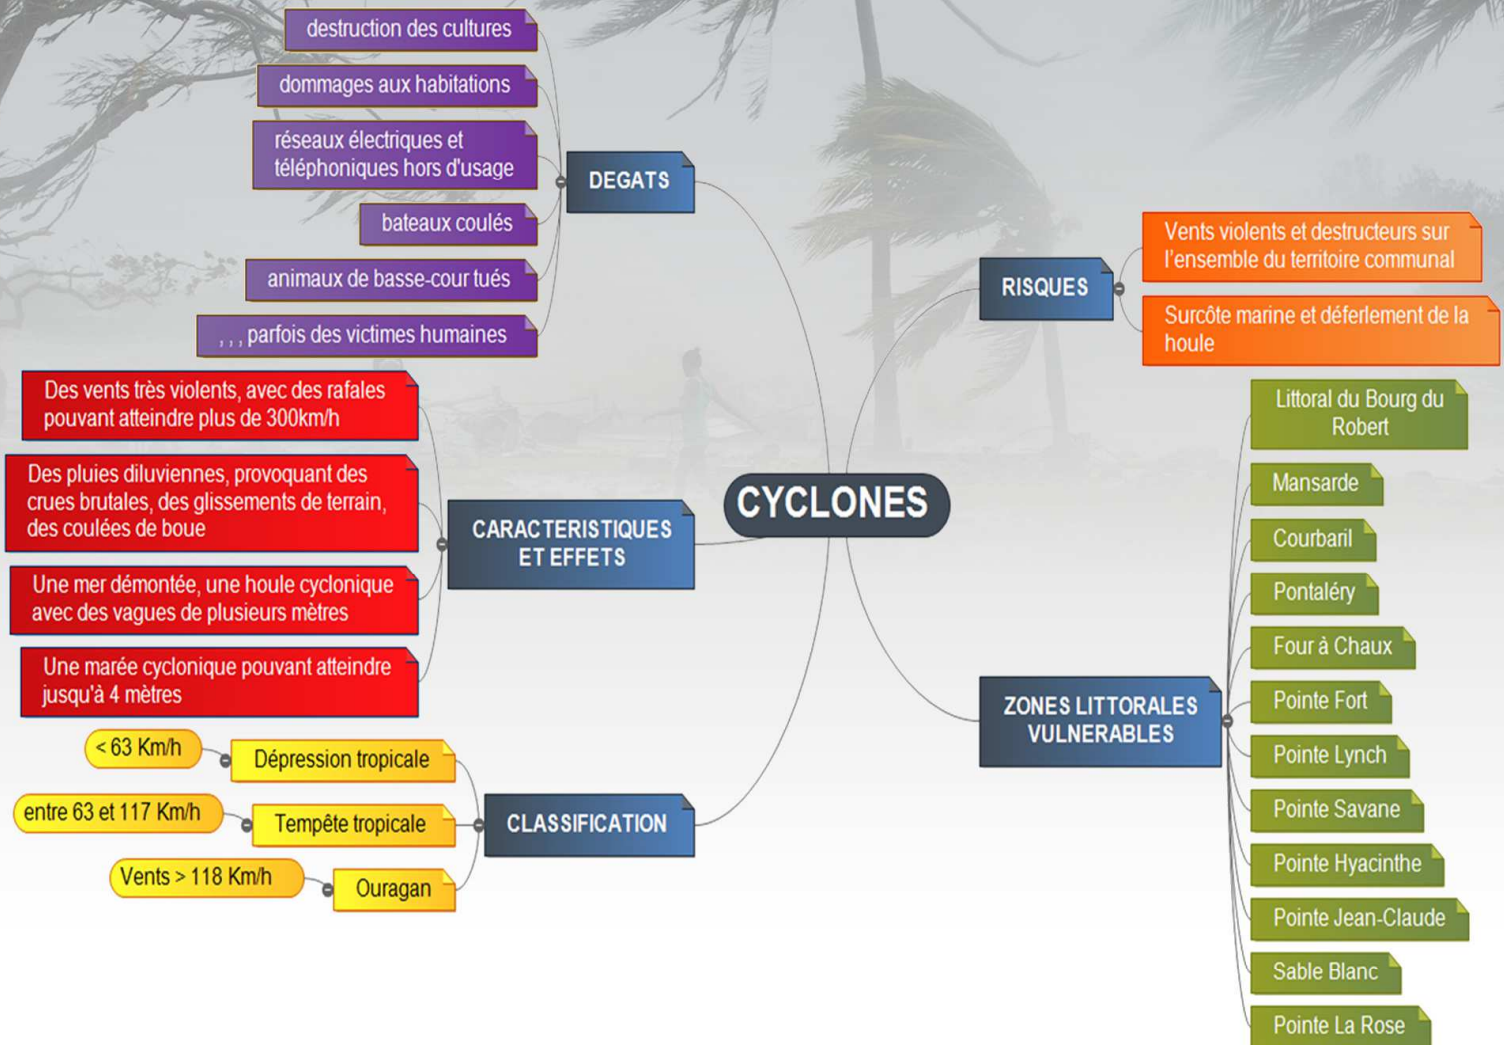 CYCLONES
DEGATS
destruction des cultures
dommages aux habitations
réseaux électriques et
téléphoniques hors d'usage
bateaux coulés
animaux de basse-cour tués
, , , parfois des victimes humaines
CARACTERISTIQUES
ET EFFETS
Des vents très violents, avec des rafales
pouvant atteindre plus de 300km/h
Des pluies diluviennes, provoquant des
crues brutales, des glissements de terrain,
des coulées de boue
Une mer démontée, une houle cyclonique
avec des vagues de plusieurs mètres
Une marée cyclonique pouvant atteindre
jusqu'à 4 mètres
CLASSIFICATION
Dépression tropicale
< 63 Km/h
Tempête tropicale
entre 63 et 117 Km/h
Ouragan
Vents > 118 Km/h
RISQUES
Vents violents et destructeurs sur
l’ensemble du territoire communal
Surcôte marine et déferlement de la
houle
ZONES LITTORALES
VULNERABLES
Littoral du Bourg du
Robert
Mansarde
Courbaril
Pontaléry
Four à Chaux
Pointe Fort
Pointe Lynch
Pointe Savane
Pointe Hyacinthe
Pointe Jean-Claude
Sable Blanc
Pointe La Rose